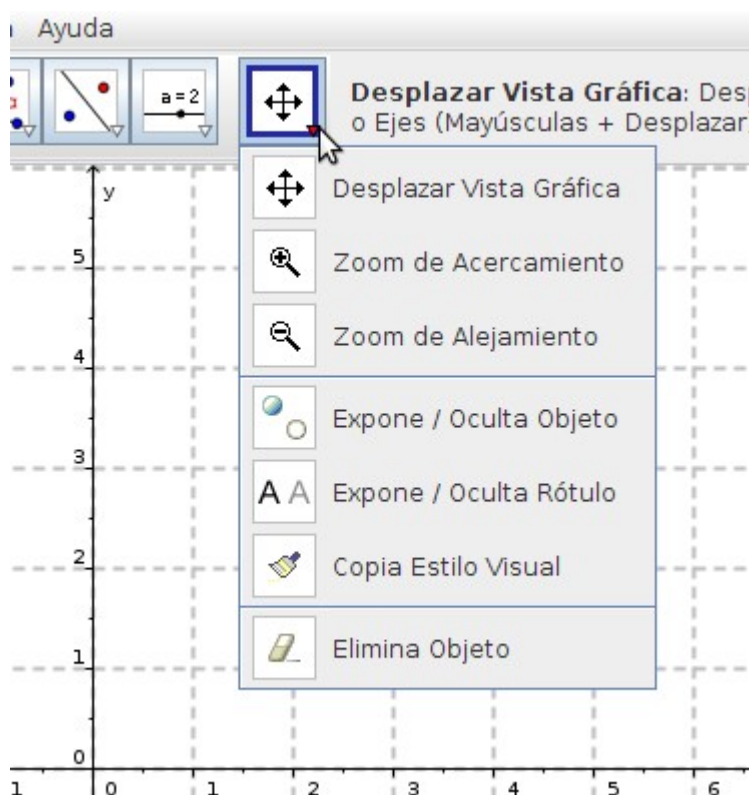 Ayuda
a = 2
Desplazar Vista Gráfica: Des
o Ejes (Mayúsculas + Desplazar
Desplazar Vista Gráfica
Zoom de Acercamiento
Zoom de Alejamiento
Expone / Oculta Objeto
A A Expone / Oculta Rótulo
Copia Estilo Visual
Elimina Objeto
y
5
4
3
2
1
0
1 0 1 2 3 4 5 6